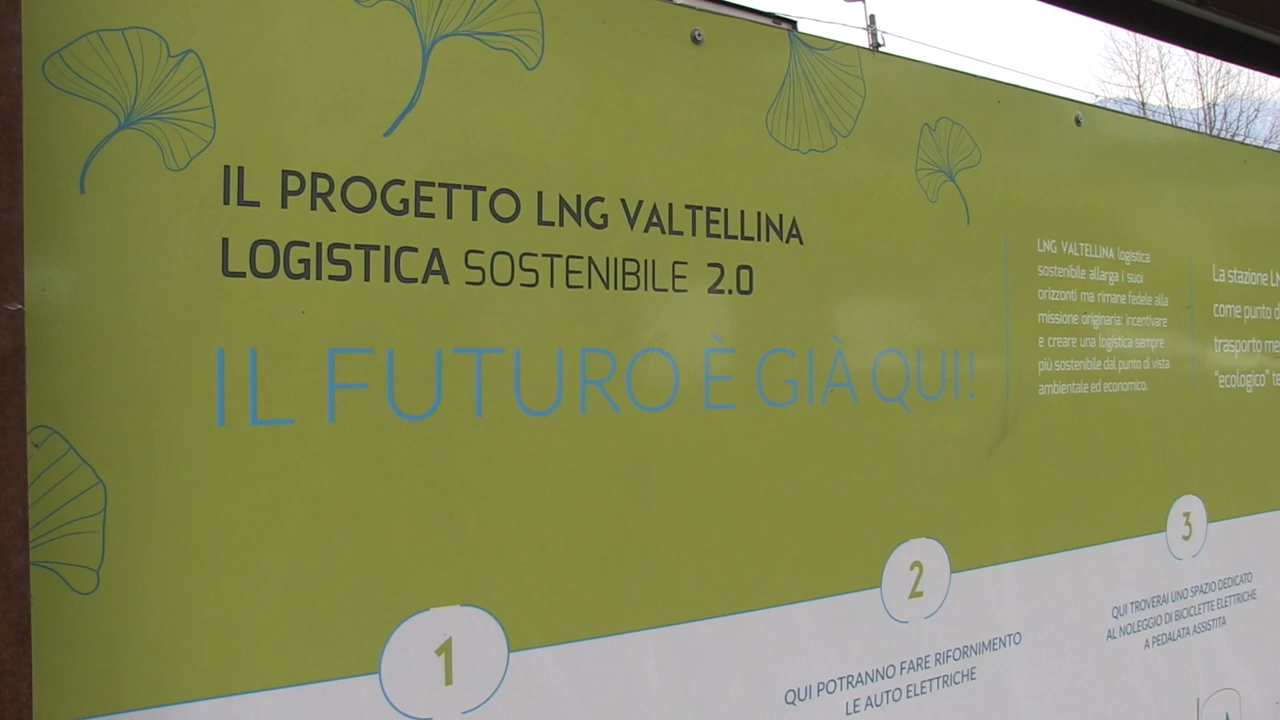 IL PROGETTO LNG VALTELLINA
LOGISTICA SOSTENIBILE 2.0
IL FUTURO È GIÀ QUI!
LNG VALTELLINA logistica
sostenibile allarga i suoi
orizzonti ma rimane fedele alla
missione originaria: incentivare
e creare una logistica sempre
più sostenibile dal punto di vista
ambientale ed economico.
La stazione
come punto
trasporto
"ecologico"
1
2
QUI POTRANNO FARE RIFORNIMENTO
LE AUTO ELETTRICHE
3
QUI TROVERAI UNO SPAZIO DEDICATO
AL NOLEGGIO DI BICICLETTE ELETTRICHE
A PEDALATA ASSISTITA